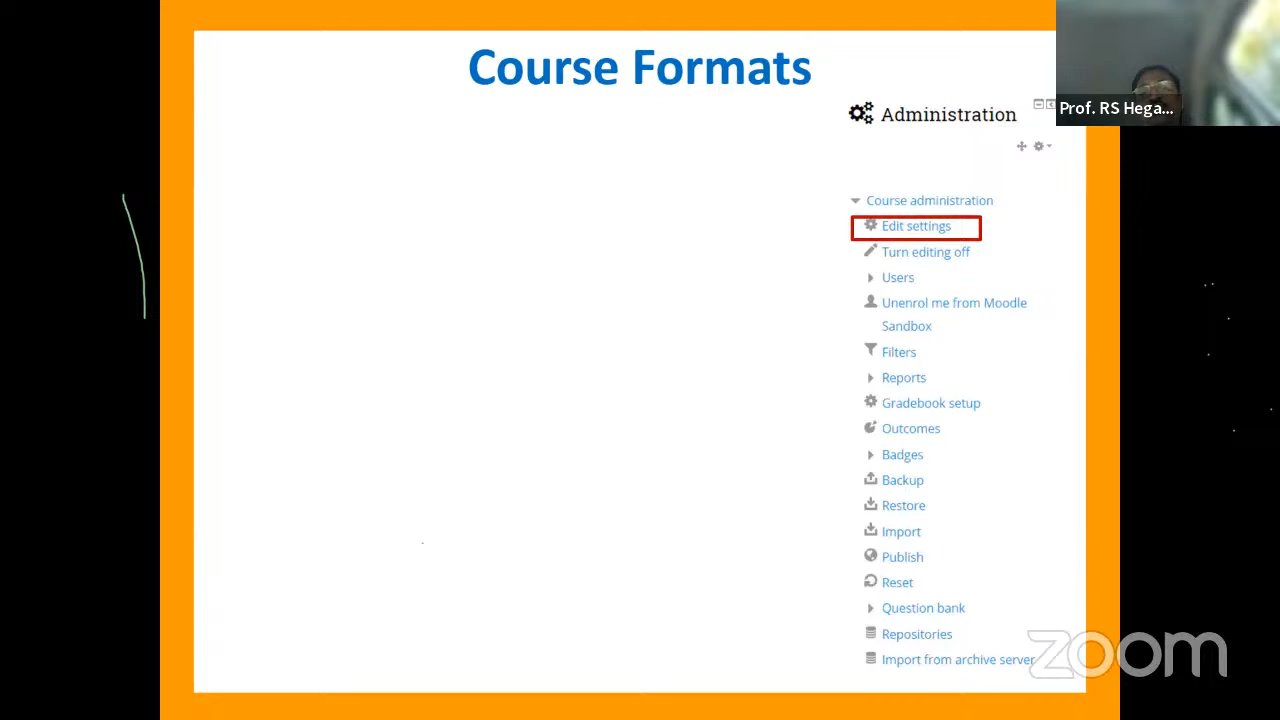 Course Formats
Prof. RS Hega...
Administration
Course administration
Edit settings
Turn editing off
Users
Unenrol me from Moodle
Sandbox
Filters
Reports
Gradebook setup
Outcomes
Badges
Backup
Restore
Import
Publish
Reset
Question bank
Repositories
Import from archive server
zoom